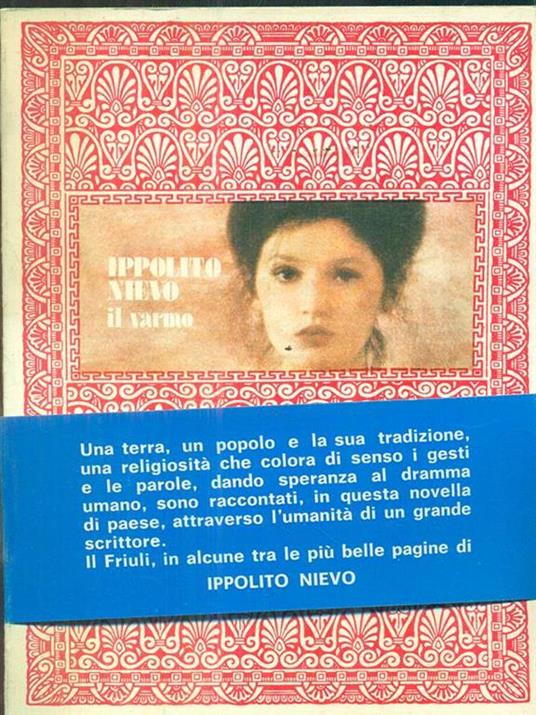 IPPOLITO
NIEVO
il varmo
Una terra, un popolo e la sua tradizione,
una religiosità che colora di senso i gesti
e le parole, dando speranza al dramma
umano, sono raccontati, in questa novella
di paese, attraverso l'umanità di un grande
scrittore.
Il Friuli, in alcune tra le più belle pagine di
IPPOLITO NIEVO